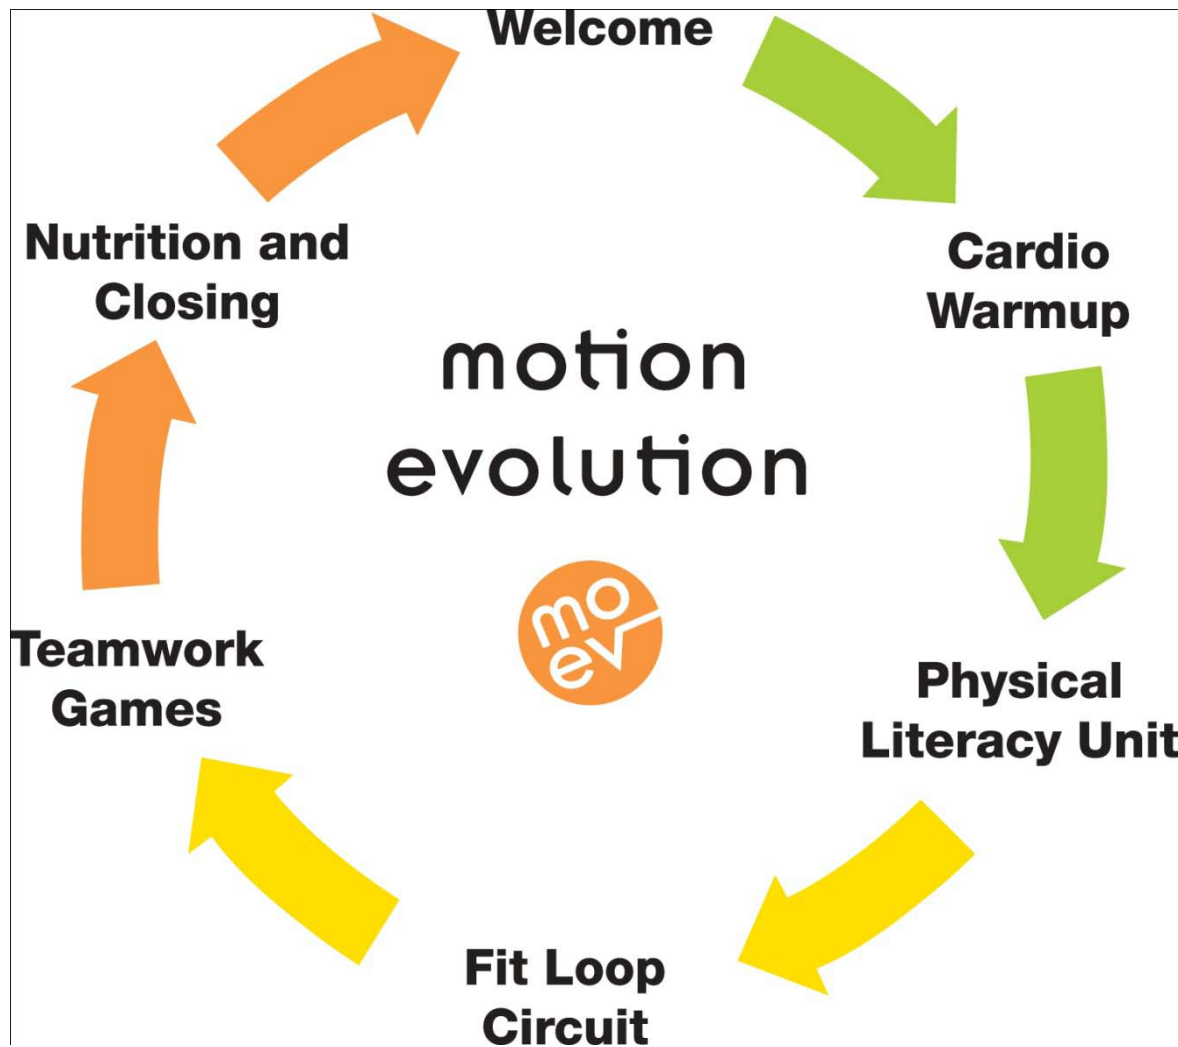 Welcome
Cardio
Warmup
Physical
Literacy Unit
Fit Loop
Circuit
Teamwork
Games
Nutrition and
Closing
motion
evolution
mo
ev